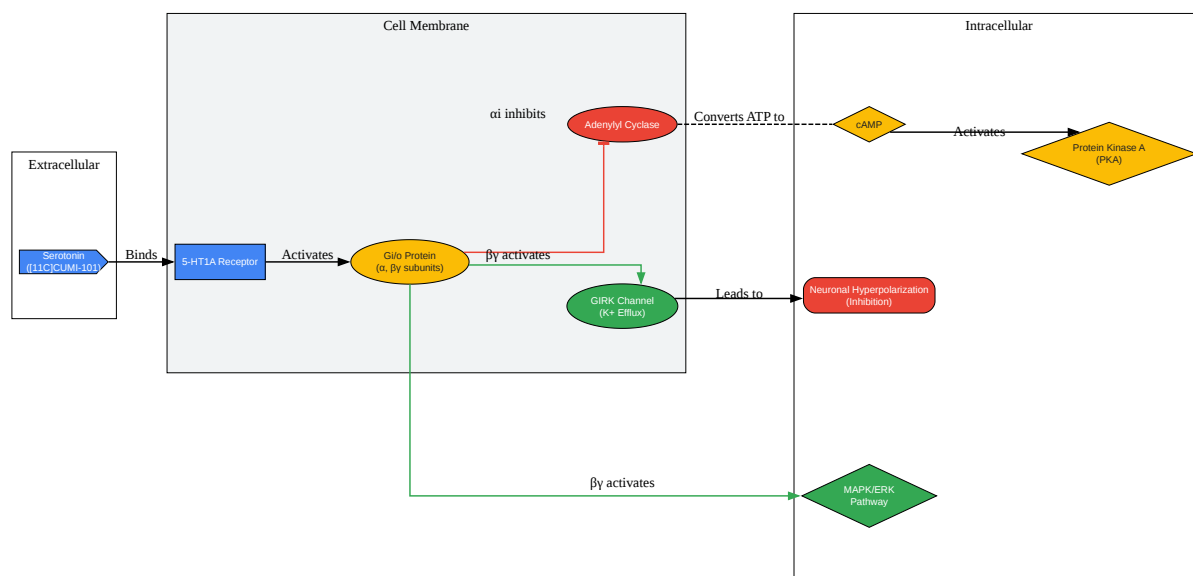 Cell Membrane
Intracellular
αi inhibits
Adenylyl Cyclase
Converts ATP to
cAMP
Activates
Protein Kinase A
(PKA)
Extracellular
Serotonin
([11C]CUMI-101)
Binds
5-HT1A Receptor
Activates
Gi/o Protein
(α, βγ subunits)
βγ activates
GIRK Channel
(K+ Efflux)
Leads to
Neuronal Hyperpolarization
(Inhibition)
βγ activates
MAPK/ERK
Pathway